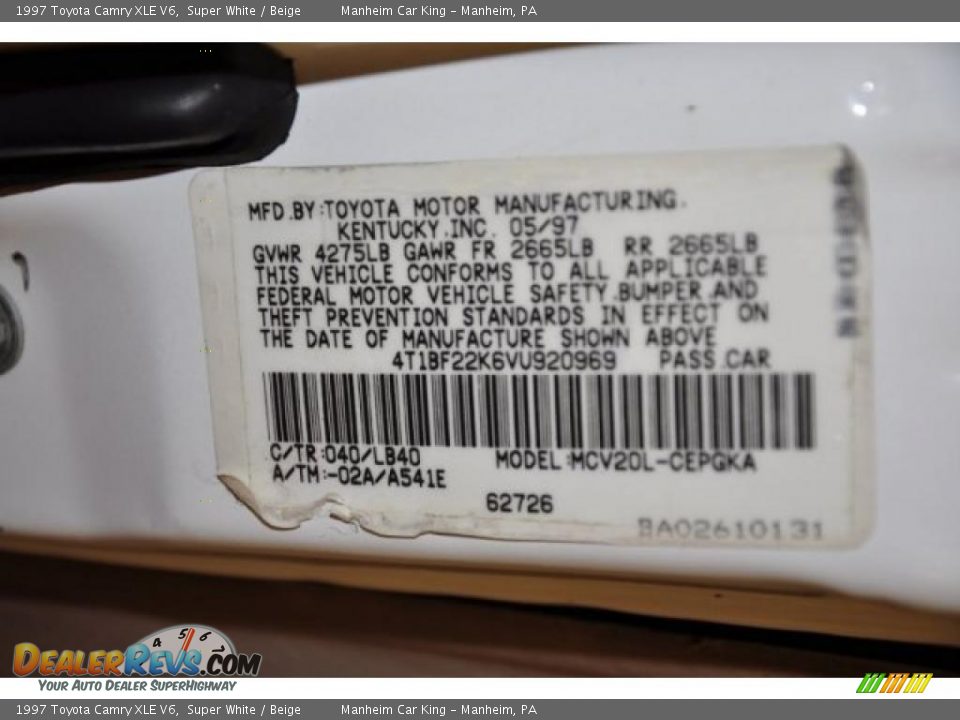 1997 Toyota Camry XLE V6,  Super White / Beige    Manheim Car King - Manheim, PA
MFD.BY:TOYOTA MOTOR MANUFACTURING.
KENTUCKY.INC. 05/97
GVWR 4275LB GAWR FR 2665LB RR 2665LB
THIS VEHICLE CONFORMS TO ALL APPLICABLE
FEDERAL MOTOR VEHICLE SAFETY.BUMPER.AND
THEFT PREVENTION STANDARDS IN EFFECT ON
THE DATE OF MANUFACTURE SHOWN ABOVE
4T1BF22K6VU920969 PASS.CAR
C/TR:040/LB40 MODEL:MCV20L-CEPGKA
A/TM:-02A/A541E
62726
BA02610131
4 5 6
DEALERREVS.COM
YOUR AUTO DEALER SUPERHIGHWAY
1997 Toyota Camry XLE V6,  Super White / Beige    Manheim Car King - Manheim, PA